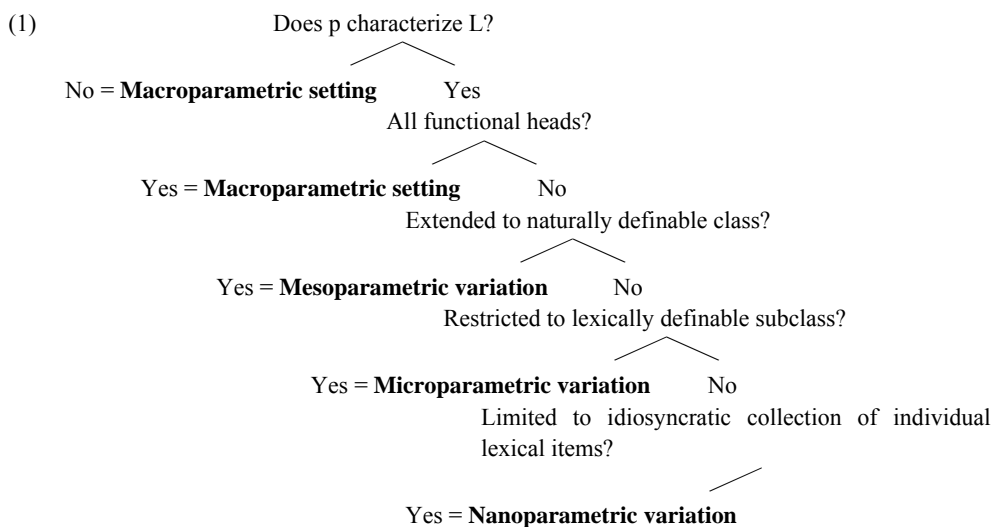 (1) Does p characterize L?
No = Macroparametric setting Yes
All functional heads?
Yes = Macroparametric setting No
Extended to naturally definable class?
Yes = Mesoparametric variation No
Restricted to lexically definable subclass?
Yes = Microparametric variation No
Limited to idiosyncratic collection of individual
lexical items?
Yes = Nanoparametric variation